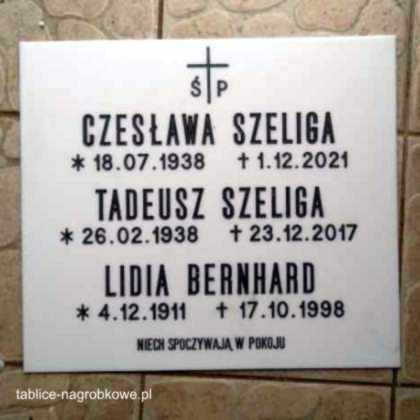 Ś P
CZESŁAWA SZELIGA
* 18.07.1938 † 1.12.2021
TADEUSZ SZELIGA
* 26.02.1938 † 23.12.2017
LIDIA BERNHARD
* 4.12.1911 † 17.10.1998
NIECH SPOCZYWAJĄ W POKOJU
tablice-nagrobkowe.pl